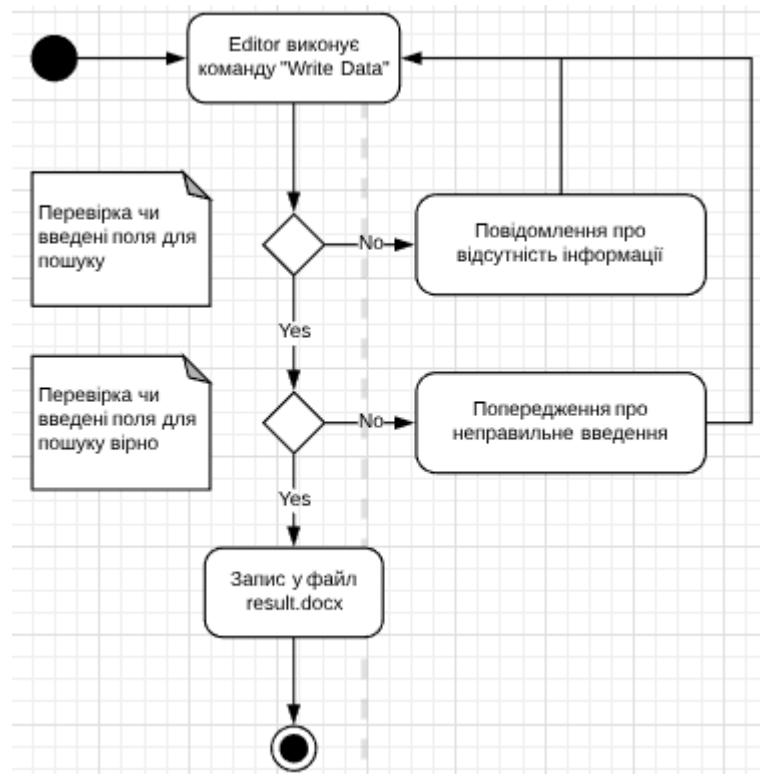 Editor виконує
команду "Write Data"
Перевірка чи
введені поля для
пошуку
No
Повідомлення про
відсутність інформації
Yes
Перевірка чи
введені поля для
пошуку вірно
No
Попередження про
неправильне введення
Yes
Запис у файл
result.docx